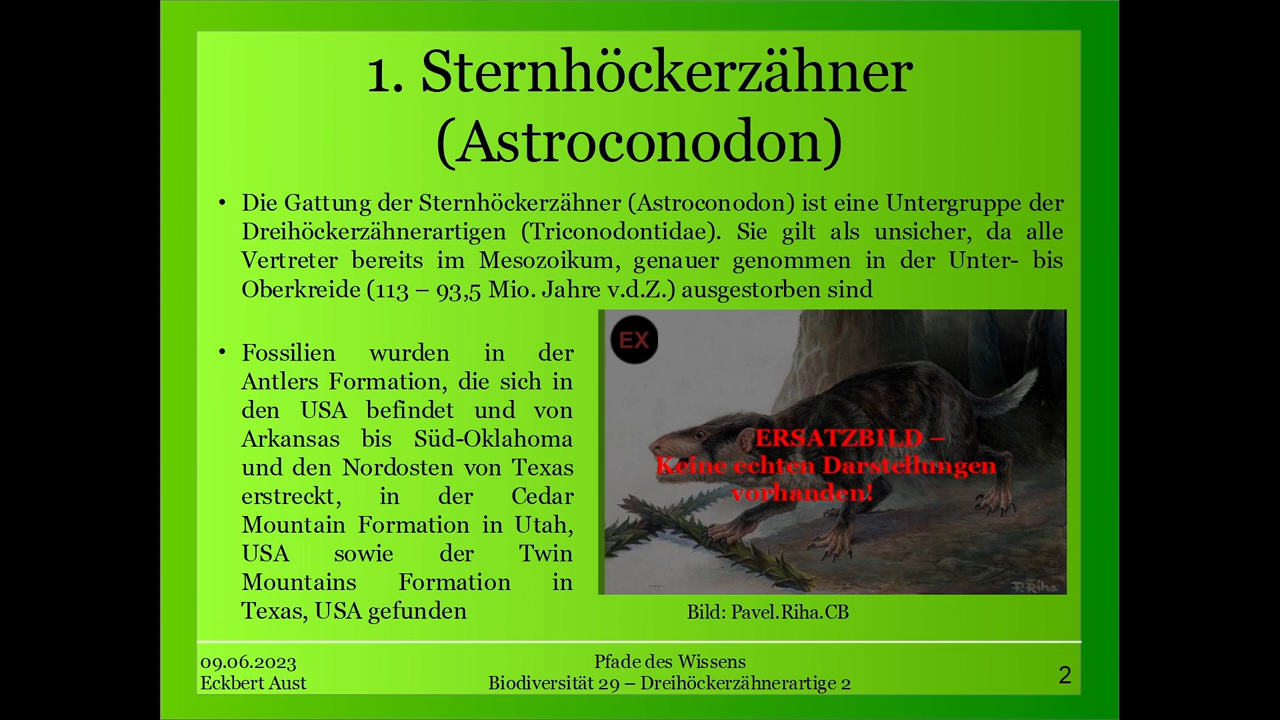 1. Sternhöckerzähner
(Astroconodon)
• Die Gattung der Sternhöckerzähner (Astroconodon) ist eine Untergruppe der
Dreihöckerzähnerartigen (Triconodontidae). Sie gilt als unsicher, da alle
Vertreter bereits im Mesozoikum, genauer genommen in der Unter- bis
Oberkreide (113 – 93,5 Mio. Jahre v.d.Z.) ausgestorben sind
• Fossilien wurden in der
Antlers Formation, die sich in
den USA befindet und von
Arkansas bis Süd-Oklahoma
und den Nordosten von Texas
erstreckt, in der Cedar
Mountain Formation in Utah,
USA sowie der Twin
Mountains Formation in
Texas, USA gefunden
EX
ERSATZBILD –
Keine echten Darstellungen
vorhanden!
P. Říha
Bild: Pavel.Riha.CB
09.06.2023
Eckbert Aust
Pfade des Wissens
Biodiversität 29 – Dreihöckerzähnerartige 2
2